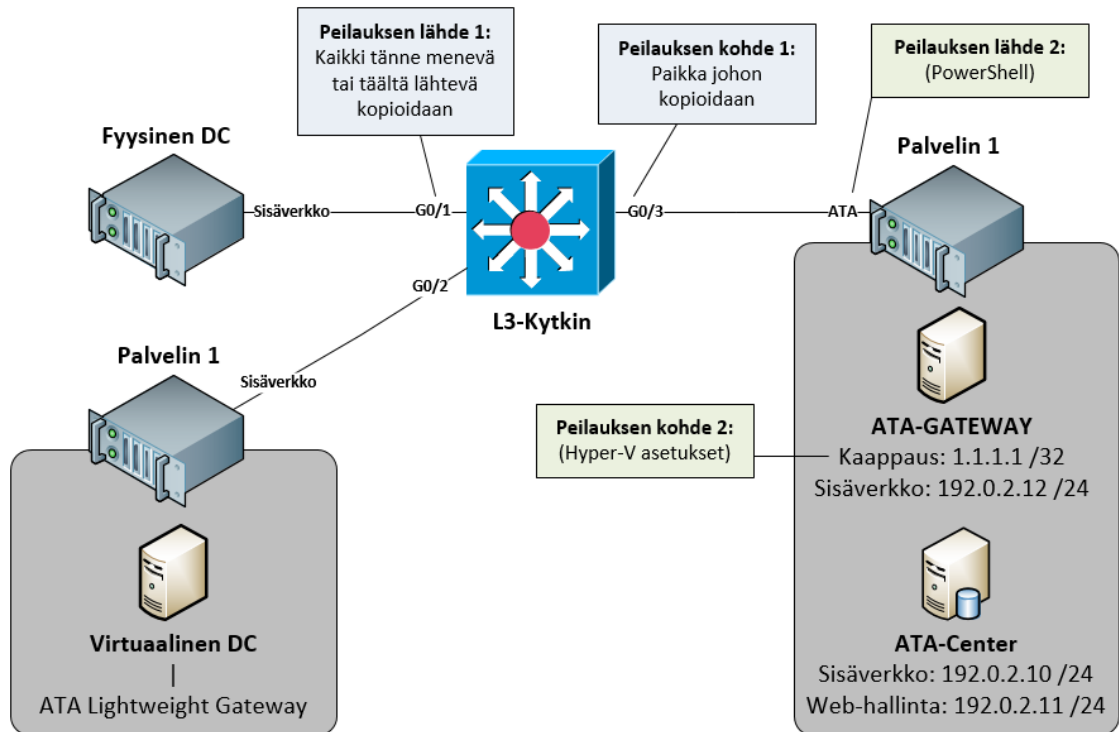 Peilauksen lähde 1:
Kaikki tänne menevä
tai täältä lähtevä
kopioidaan
Peilauksen kohde 1:
Paikka johon
kopioidaan
Peilauksen lähde 2:
(PowerShell)
Fyysinen DC
Palvelin 1
Sisäverkko
G0/1
G0/3
ATA
G0/2
L3-Kytkin
Palvelin 1
Sisäverkko
Peilauksen kohde 2:
(Hyper-V asetukset)
ATA-GATEWAY
Kaappaus: 1.1.1.1 /32
Sisäverkko: 192.0.2.12 /24
Virtuaalinen DC
|
ATA Lightweight Gateway
ATA-Center
Sisäverkko: 192.0.2.10 /24
Web-hallinta: 192.0.2.11 /24